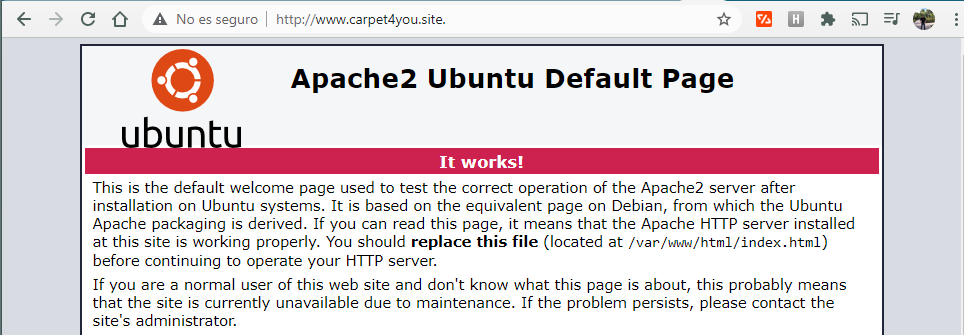 No es seguro | http://www.carpet4you.site.
Apache2 Ubuntu Default Page
ubuntu
It works!
This is the default welcome page used to test the correct operation of the Apache2 server after
installation on Ubuntu systems. It is based on the equivalent page on Debian, from which the Ubuntu
Apache packaging is derived. If you can read this page, it means that the Apache HTTP server installed
at this site is working properly. You should replace this file (located at /var/www/html/index.html)
before continuing to operate your HTTP server.
If you are a normal user of this web site and don't know what this page is about, this probably means
that the site is currently unavailable due to maintenance. If the problem persists, please contact the
site's administrator.